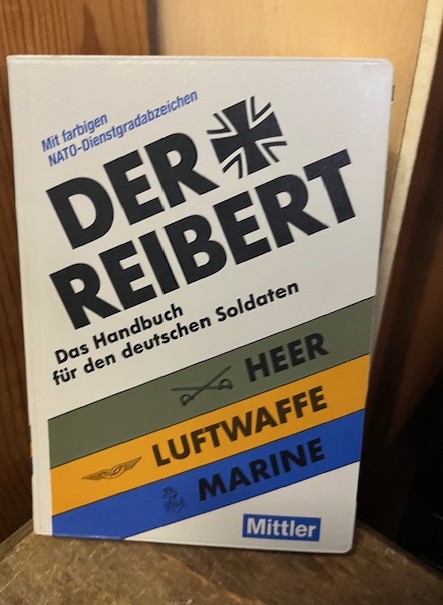 Mit farbigen
NATO-Dienstgradabzeichen
DER
REIBERT
Das Handbuch
für den deutschen Soldaten
HEER
LUFTWAFFE
MARINE
Mittler